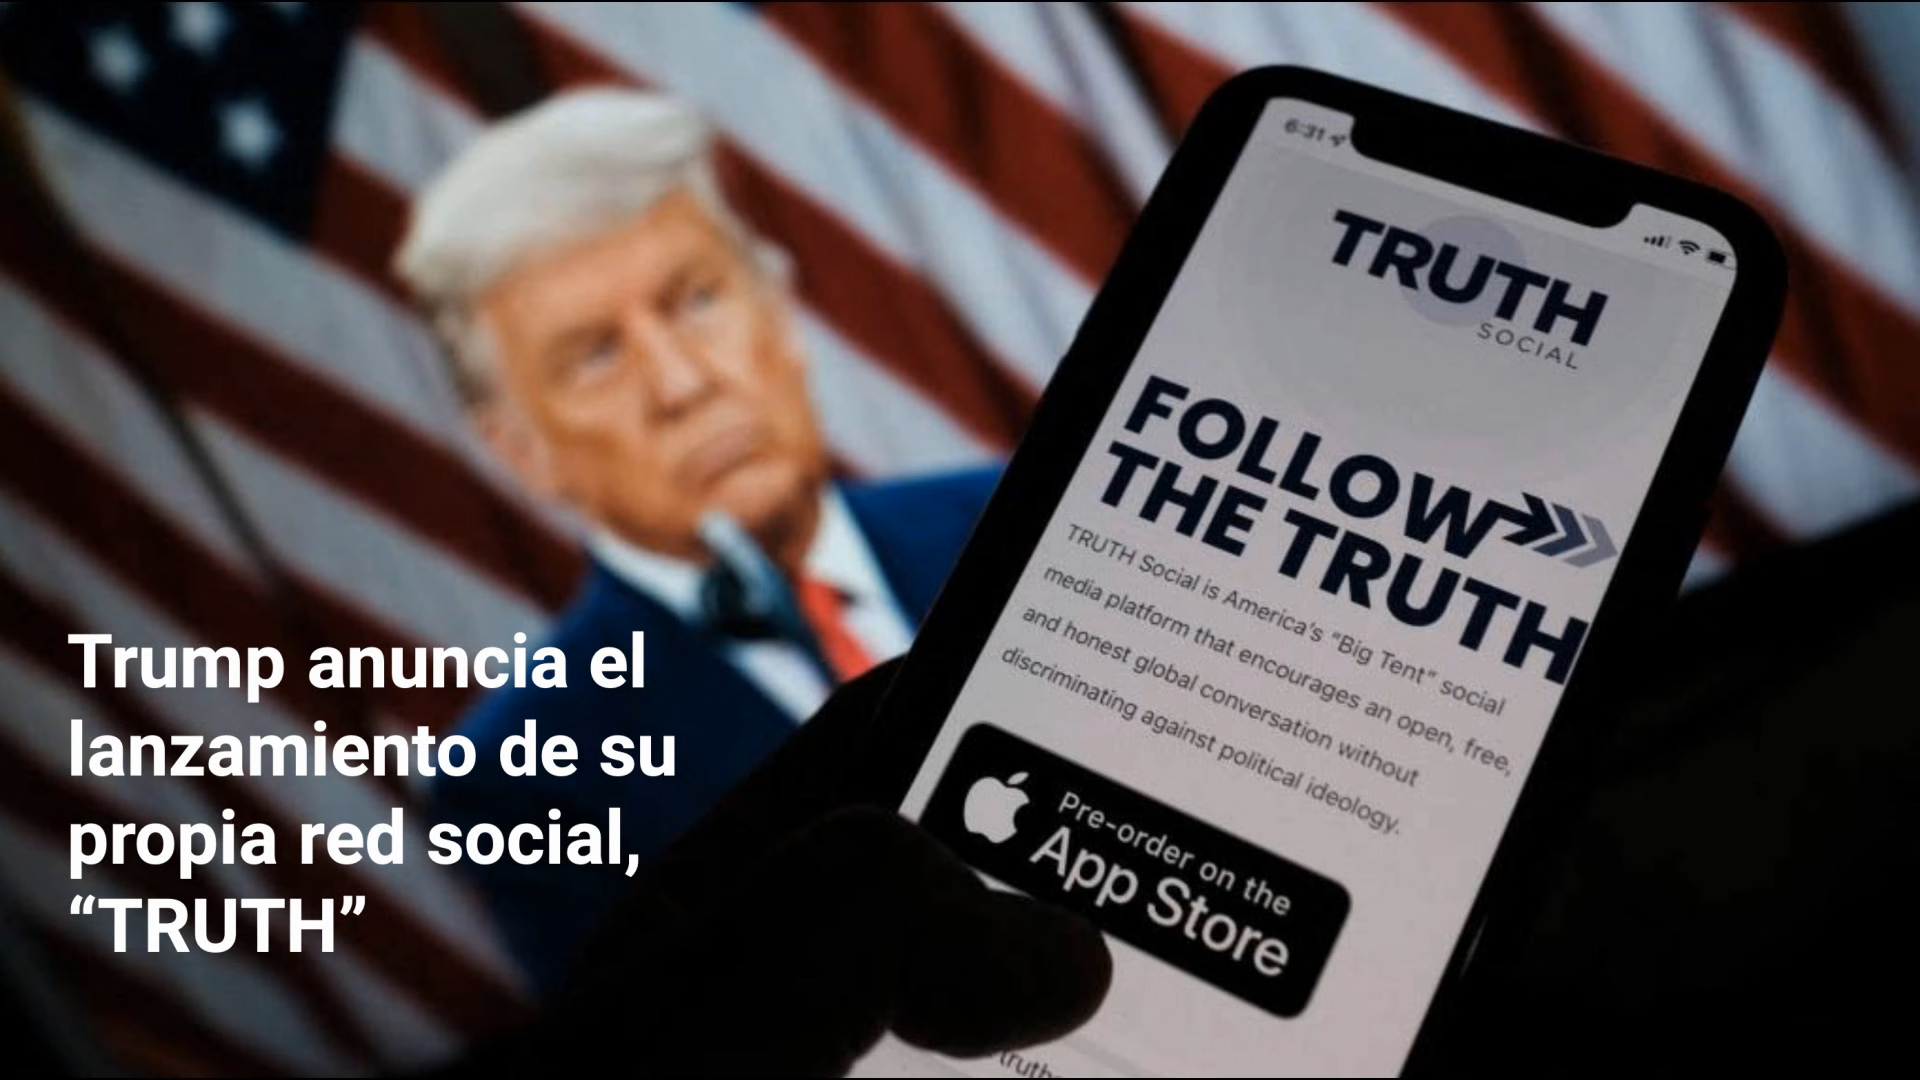 Trump anuncia el
lanzamiento de su
propia red social,
“TRUTH”
6:31
TRUTH
SOCIAL
FOLLOW
THE TRUTH
TRUTH Social is America's "Big Tent" social
media platform that encourages an open, free,
and honest global conversation without
discriminating against political ideology.
Pre-order on the
App Store